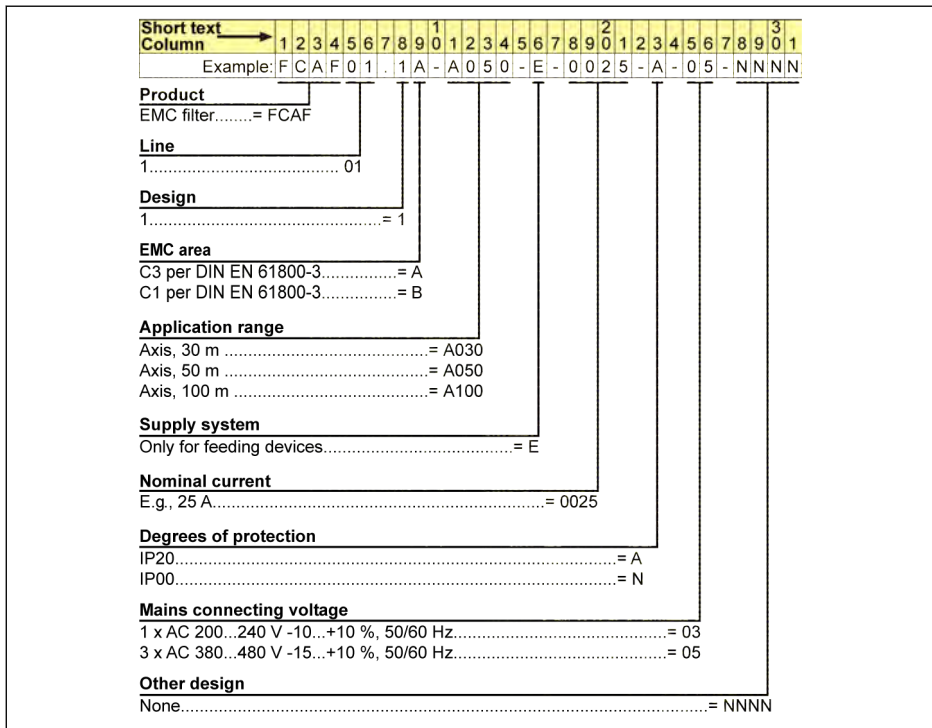 Short text
Column 1 2 3 4 5 6 7 8 9 10 1 2 3 4 5 6 7 8 9 20 1 2 3 4 5 6 7 8 9 30 1
Example: F C A F 0 1 . 1 A - A 0 5 0 - E - 0 0 2 5 - A - 0 5 - N N N N
Product
EMC filter........= FCAF
Line
1...................................... 01
Design
1..............................................= 1
EMC area
C3 per DIN EN 61800-3................= A
C1 per DIN EN 61800-3................= B
Application range
Axis, 30 m .........................................= A030
Axis, 50 m .........................................= A050
Axis, 100 m .......................................= A100
Supply system
Only for feeding devices.....................................= E
Nominal current
E.g., 25 A...............................................................= 0025
Degrees of protection
IP20...................................................................................= A
IP00...................................................................................= N
Mains connecting voltage
1 x AC 200...240 V -10...+10 %, 50/60 Hz..........................................= 03
3 x AC 380...480 V -15...+10 %, 50/60 Hz..........................................= 05
Other design
None....................................................................................................= NNNN